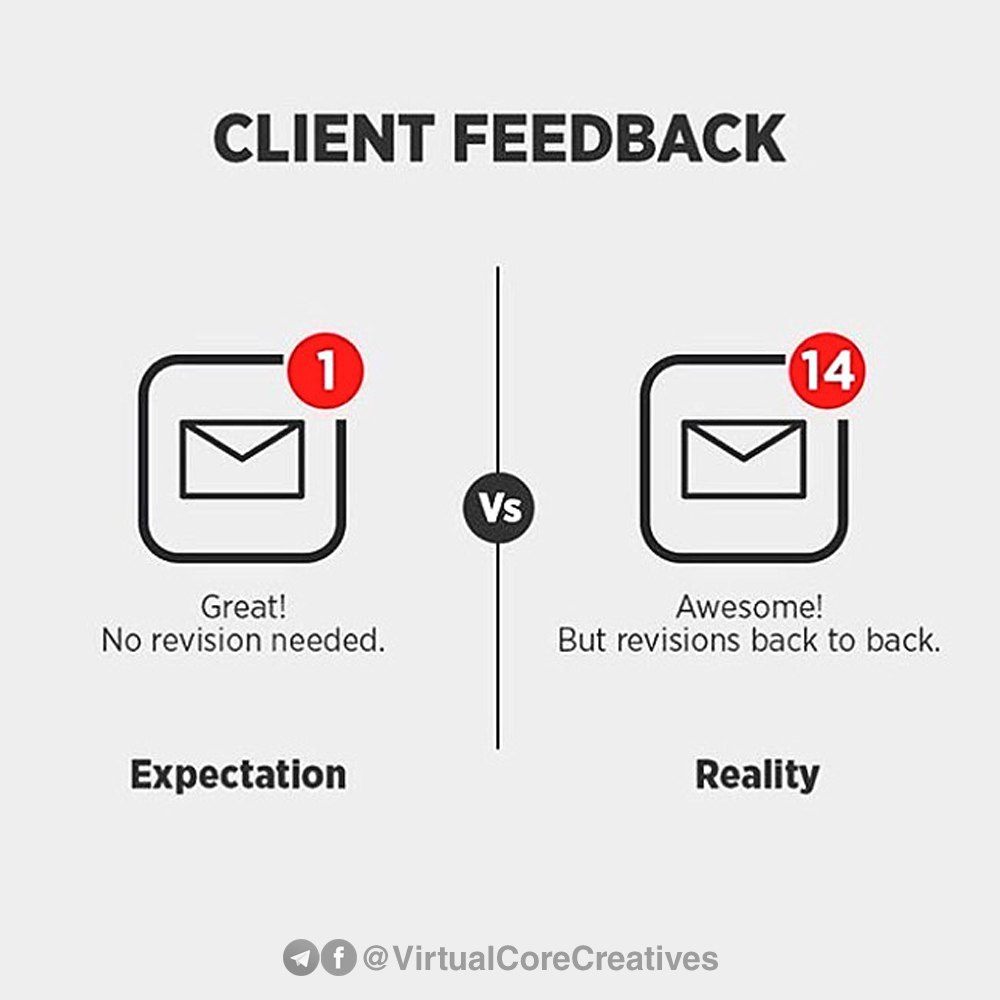 CLIENT FEEDBACK
1
Great!
No revision needed.
Expectation
Vs
14
Awesome!
But revisions back to back.
Reality
@VirtualCoreCreatives